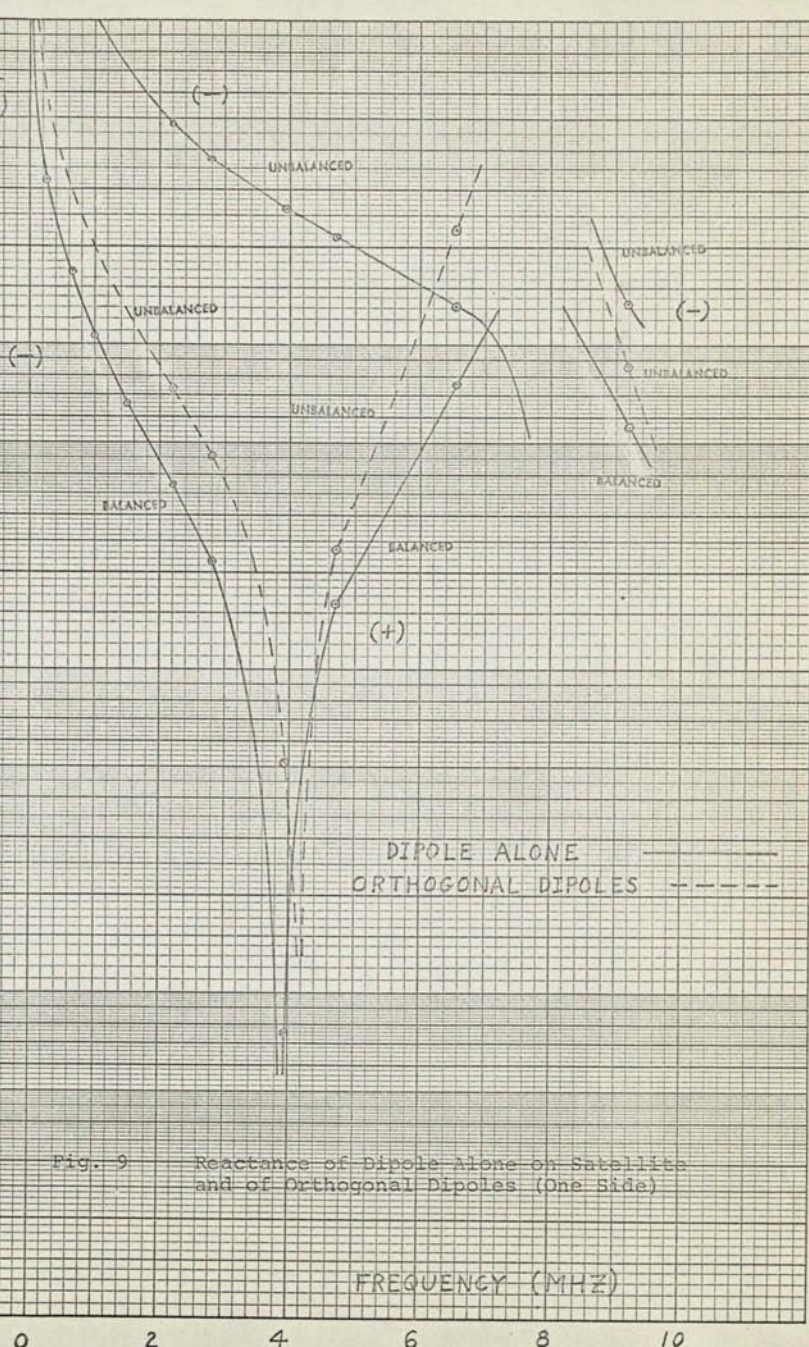 (-)
UNBALANCED
UNBALANCED
(-)
UNBALANCED
(-)
UNBALANCED
UNBALANCED
BALANCED
BALANCED
BALANCED
(+)
DIPOLE ALONE
ORTHOGONAL DIPOLES
Fig. 9 Reactance of Dipole Alone on Satellite
and of Orthogonal Dipoles (One Side)
FREQUENCY (MHZ)
0 2 4 6 8 10